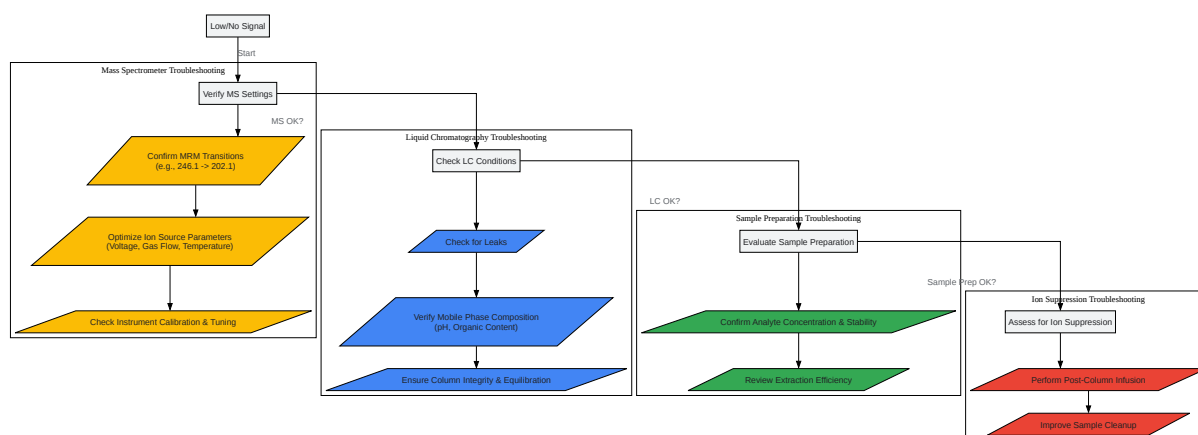 Low/No Signal
Start
Mass Spectrometer Troubleshooting
Verify MS Settings
MS OK?
Confirm MRM Transitions
(e.g., 246.1 -> 202.1)
Optimize Ion Source Parameters
(Voltage, Gas Flow, Temperature)
Check Instrument Calibration & Tuning
Liquid Chromatography Troubleshooting
Check LC Conditions
LC OK?
Check for Leaks
Verify Mobile Phase Composition
(pH, Organic Content)
Ensure Column Integrity & Equilibration
Sample Preparation Troubleshooting
Evaluate Sample Preparation
Sample Prep OK?
Confirm Analyte Concentration & Stability
Review Extraction Efficiency
Ion Suppression Troubleshooting
Assess for Ion Suppression
Perform Post-Column Infusion
Improve Sample Cleanup